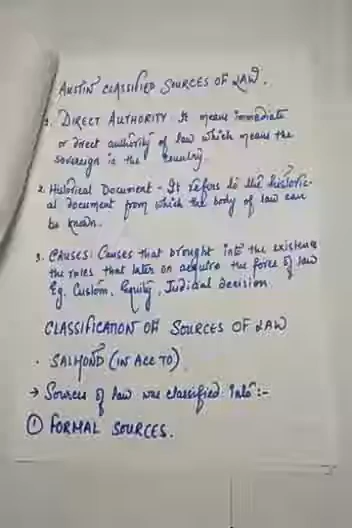 AUSTIN CLASSIFIED SOURCES OF LAW.
1. DIRECT AUTHORITY: It means immediate
or direct authority of law which means the
sovereign in the country.
2. Historical Document - It refers to the historic-
al document from which the body of law can
be known.
3. CAUSES: Causes that brought into the existence
the rules that later on acquire the force of law
Eg. Custom, Equity, Judicial decision.
CLASSIFICATION OF SOURCES OF LAW
• SALMOND (IN ACC TO)
→ Sources of law was classified into:-
① FORMAL SOURCES.